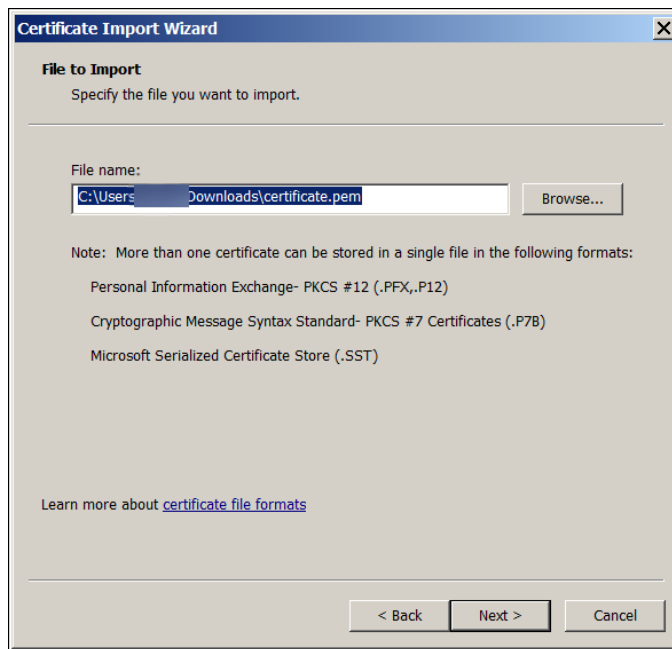 Certificate Import Wizard
File to Import
Specify the file you want to import.
File name:
C:\Users Downloads\certificate.pem
Browse...
Note: More than one certificate can be stored in a single file in the following formats:
Personal Information Exchange- PKCS #12 (.PFX,.P12)
Cryptographic Message Syntax Standard- PKCS #7 Certificates (.P7B)
Microsoft Serialized Certificate Store (.SST)
Learn more about certificate file formats
< Back Next > Cancel